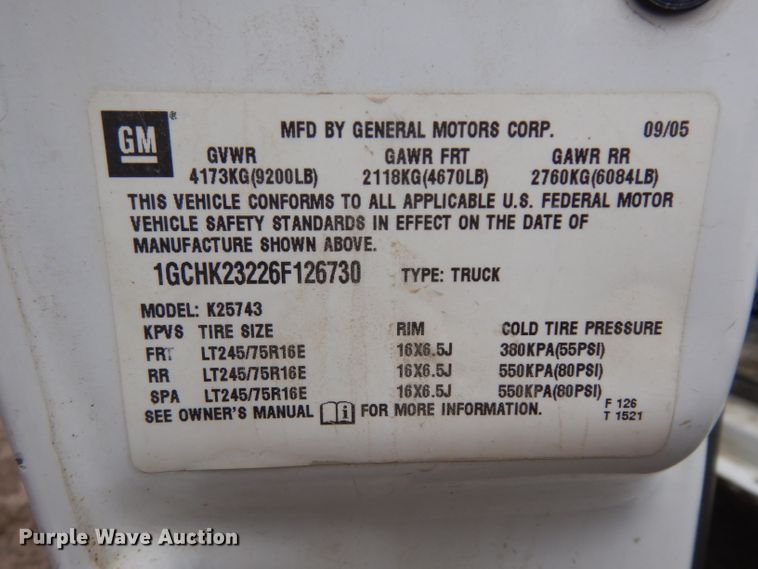 GM ®
MFD BY GENERAL MOTORS CORP. 09/05
GVWR GAWR FRT GAWR RR
4173KG(9200LB) 2118KG(4670LB) 2760KG(6084LB)
THIS VEHICLE CONFORMS TO ALL APPLICABLE U.S. FEDERAL MOTOR
VEHICLE SAFETY STANDARDS IN EFFECT ON THE DATE OF
MANUFACTURE SHOWN ABOVE.
1GCHK23226F126730 TYPE: TRUCK
MODEL: K25743
KPVS TIRE SIZE RIM COLD TIRE PRESSURE
FRT LT245/75R16E 16X6.5J 380KPA(55PSI)
RR LT245/75R16E 16X6.5J 550KPA(80PSI)
SPA LT245/75R16E 16X6.5J 550KPA(80PSI)
SEE OWNER'S MANUAL i FOR MORE INFORMATION.
F 126
T 1521
Purple Wave Auction